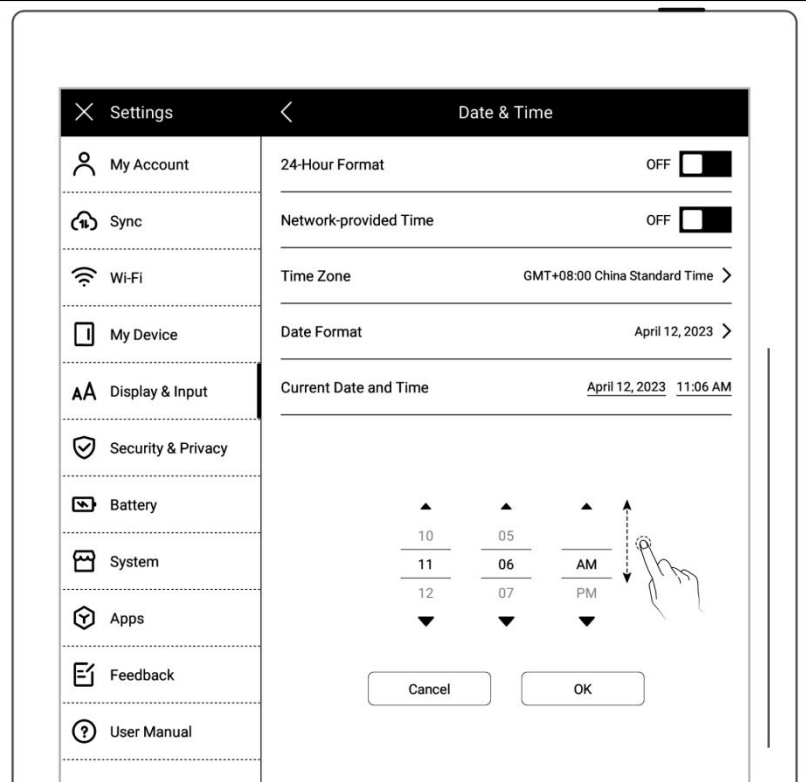 Settings
Date & Time
My Account
Sync
Wi-Fi
My Device
Display & Input
Security & Privacy
Battery
System
Apps
Feedback
User Manual
24-Hour Format OFF
Network-provided Time OFF
Time Zone GMT+08:00 China Standard Time
Date Format April 12, 2023
Current Date and Time April 12, 2023 11:06 AM
10 05
11 06 AM
12 07 PM
Cancel OK